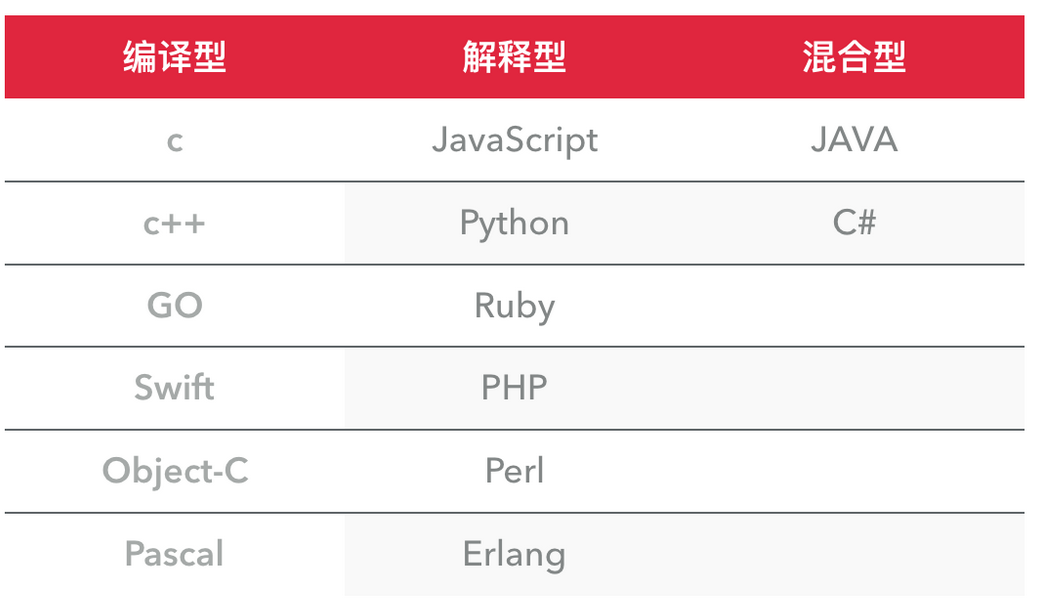 编译型 解释型 混合型
c JavaScript JAVA
c++ Python C#
GO Ruby
Swift PHP
Object-C Perl
Pascal Erlang